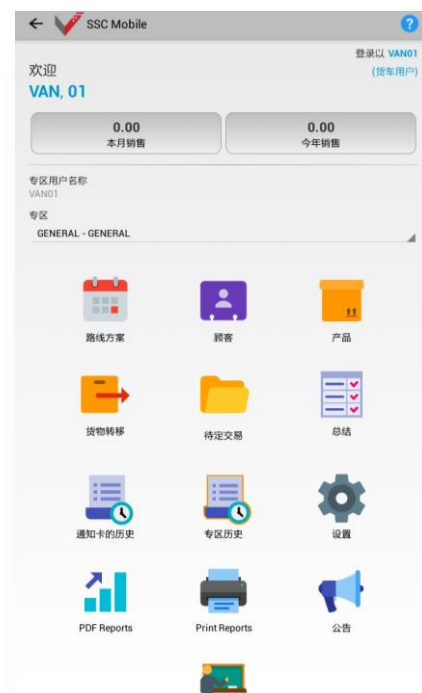 SSC Mobile
?
登录以 VAN01
(货车用户)
欢迎
VAN, 01
0.00
本月销售
0.00
今年销售
专区用户名称
VAN01
专区
GENERAL - GENERAL
路线方案
顾客
产品
货物转移
待定交易
总结
通知卡的历史
专区历史
设置
PDF Reports
Print Reports
公告